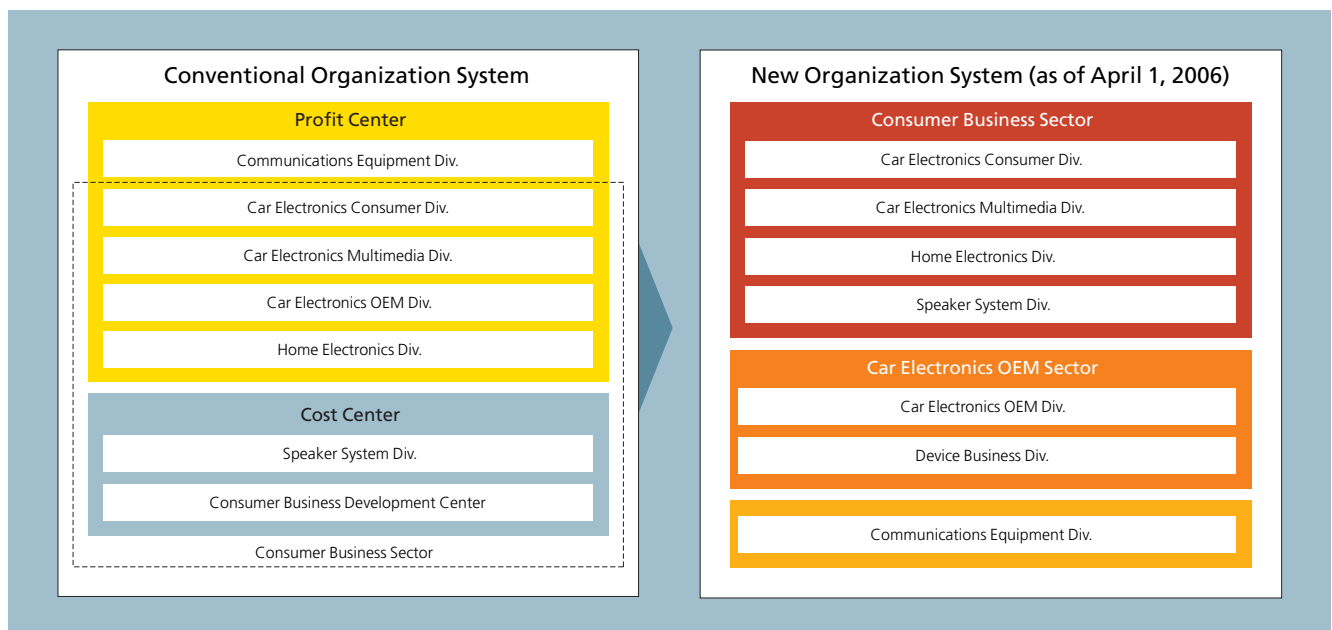 Conventional Organization System
Profit Center
Communications Equipment Div.
Car Electronics Consumer Div.
Car Electronics Multimedia Div.
Car Electronics OEM Div.
Home Electronics Div.
Cost Center
Speaker System Div.
Consumer Business Development Center
Consumer Business Sector
New Organization System (as of April 1, 2006)
Consumer Business Sector
Car Electronics Consumer Div.
Car Electronics Multimedia Div.
Home Electronics Div.
Speaker System Div.
Car Electronics OEM Sector
Car Electronics OEM Div.
Device Business Div.
Communications Equipment Div.